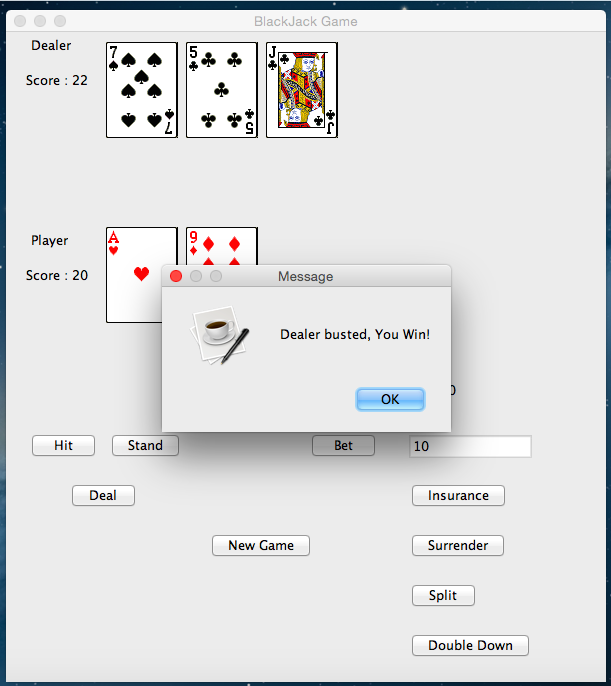 BlackJack Game
Dealer
Score : 22
7
7
5
5
J
J
Player
Score : 20
A
9
Message
Dealer busted, You Win!
OK
0
Hit
Stand
Bet
10
Deal
Insurance
New Game
Surrender
Split
Double Down